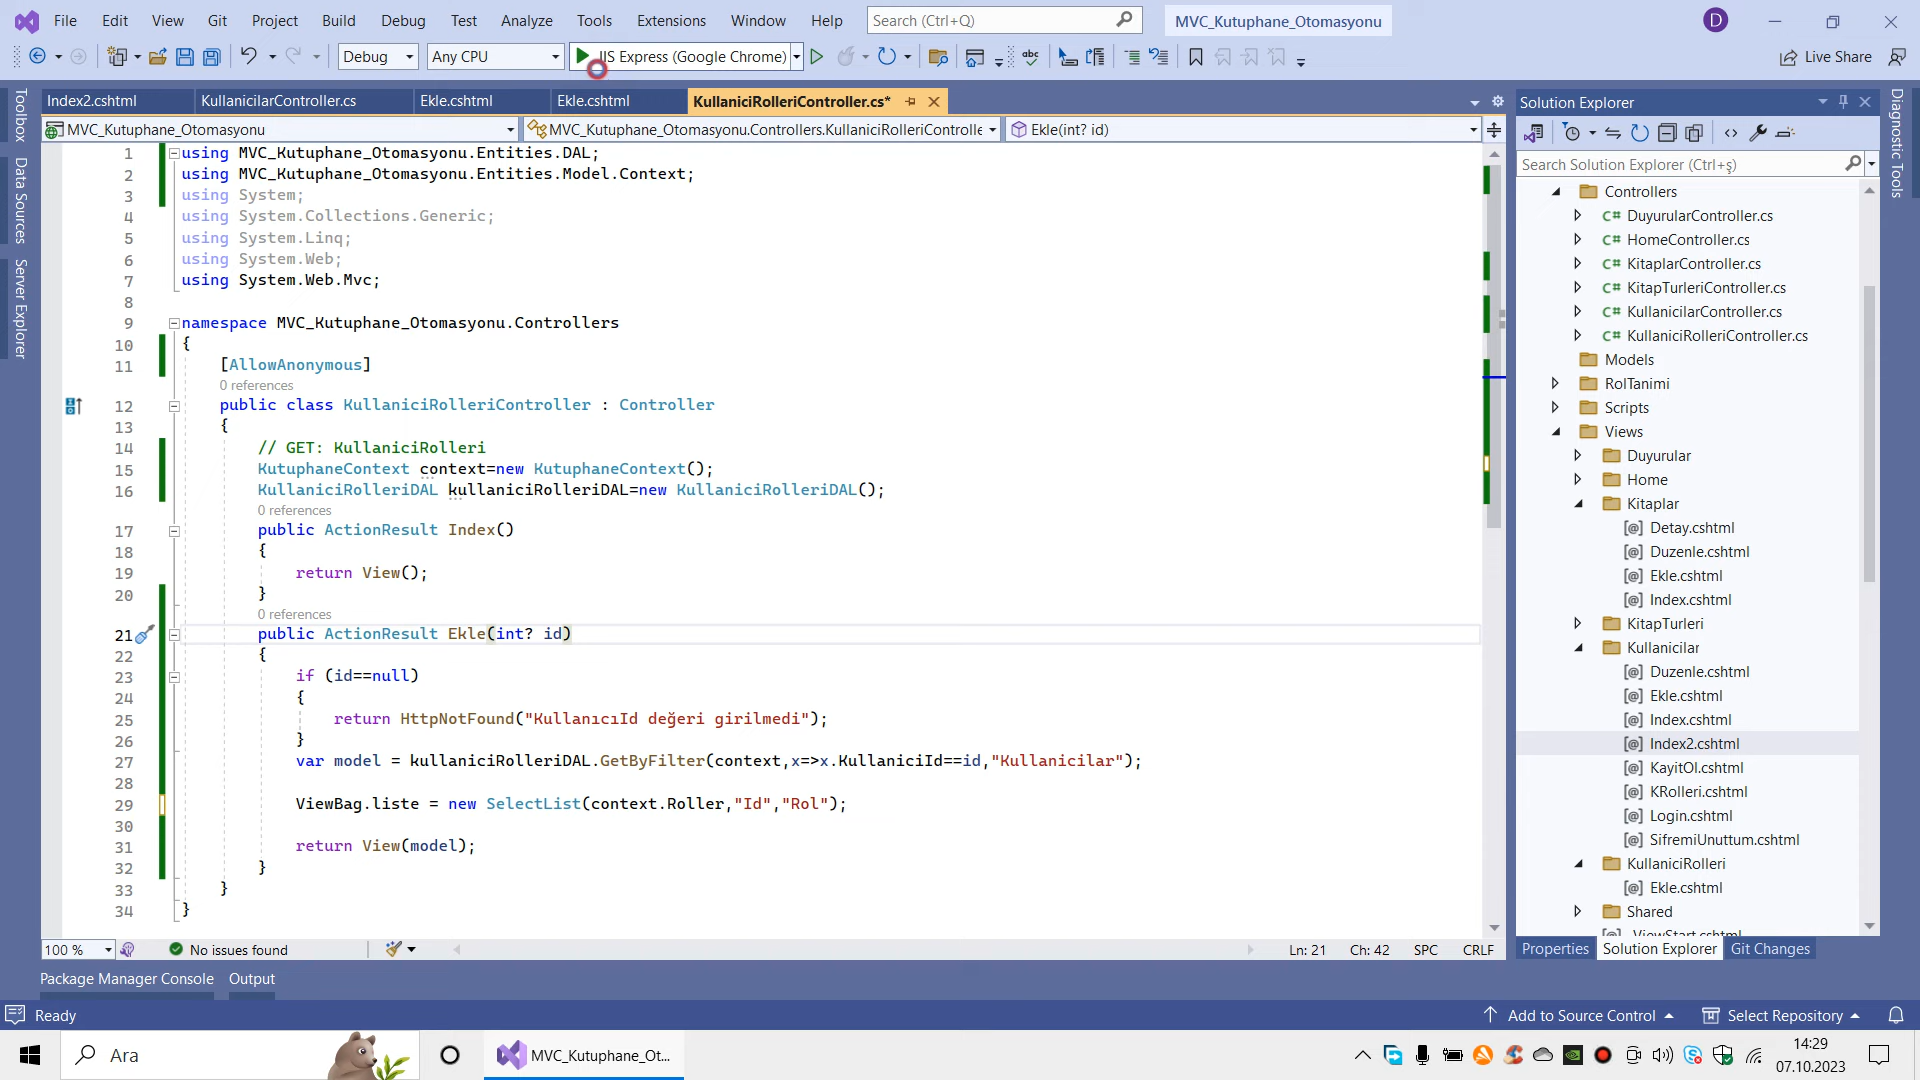 File Edit View Git Project Build Debug Test Analyze Tools Extensions Window Help Search (Ctrl+Q) MVC_Kutuphane_Otomasyonu D
Debug Any CPU IIS Express (Google Chrome) Live Share
Index2.cshtml KullanicilarController.cs Ekle.cshtml Ekle.cshtml KullaniciRolleriController.cs*
MVC_Kutuphane_Otomasyonu MVC_Kutuphane_Otomasyonu.Controllers.KullaniciRolleriControlle Ekle(int? id)
1 using MVC_Kutuphane_Otomasyonu.Entities.DAL;
2 using MVC_Kutuphane_Otomasyonu.Entities.Model.Context;
3 using System;
4 using System.Collections.Generic;
5 using System.Linq;
6 using System.Web;
7 using System.Web.Mvc;
8
9 namespace MVC_Kutuphane_Otomasyonu.Controllers
10 {
11 [AllowAnonymous]
0 references
12 public class KullaniciRolleriController : Controller
13 {
14 // GET: KullaniciRolleri
15 KutuphaneContext context=new KutuphaneContext();
16 KullaniciRolleriDAL kullaniciRolleriDAL=new KullaniciRolleriDAL();
0 references
17 public ActionResult Index()
18 {
19 return View();
20 }
0 references
21 public ActionResult Ekle(int? id)
22 {
23 if (id==null)
24 {
25 return HttpNotFound("KullanıcıId değeri girilmedi");
26 }
27 var model = kullaniciRolleriDAL.GetByFilter(context,x=>x.KullaniciId==id,"Kullanicilar");
28
29 ViewBag.liste = new SelectList(context.Roller,"Id","Rol");
30
31 return View(model);
32 }
33 }
34 }
100 % No issues found Ln: 21 Ch: 42 SPC CRLF
Toolbox
Data Sources
Server Explorer
Solution Explorer
Search Solution Explorer (Ctrl+ş)
Controllers
C# DuyurularController.cs
C# HomeController.cs
C# KitaplarController.cs
C# KitapTurleriController.cs
C# KullanicilarController.cs
C# KullaniciRolleriController.cs
Models
RolTanimi
Scripts
Views
Duyurular
Home
Kitaplar
[@] Detay.cshtml
[@] Duzenle.cshtml
[@] Ekle.cshtml
[@] Index.cshtml
KitapTurleri
Kullanicilar
[@] Duzenle.cshtml
[@] Ekle.cshtml
[@] Index.cshtml
[@] Index2.cshtml
[@] KayitOl.cshtml
[@] KRolleri.cshtml
[@] Login.cshtml
[@] SifremiUnuttum.cshtml
KullaniciRolleri
[@] Ekle.cshtml
Shared
[@] _ViewStart.cshtml
Properties Solution Explorer Git Changes
Diagnostic Tools
Package Manager Console Output
Ready Add to Source Control Select Repository
Ara MVC_Kutuphane_Ot... 14:29
07.10.2023